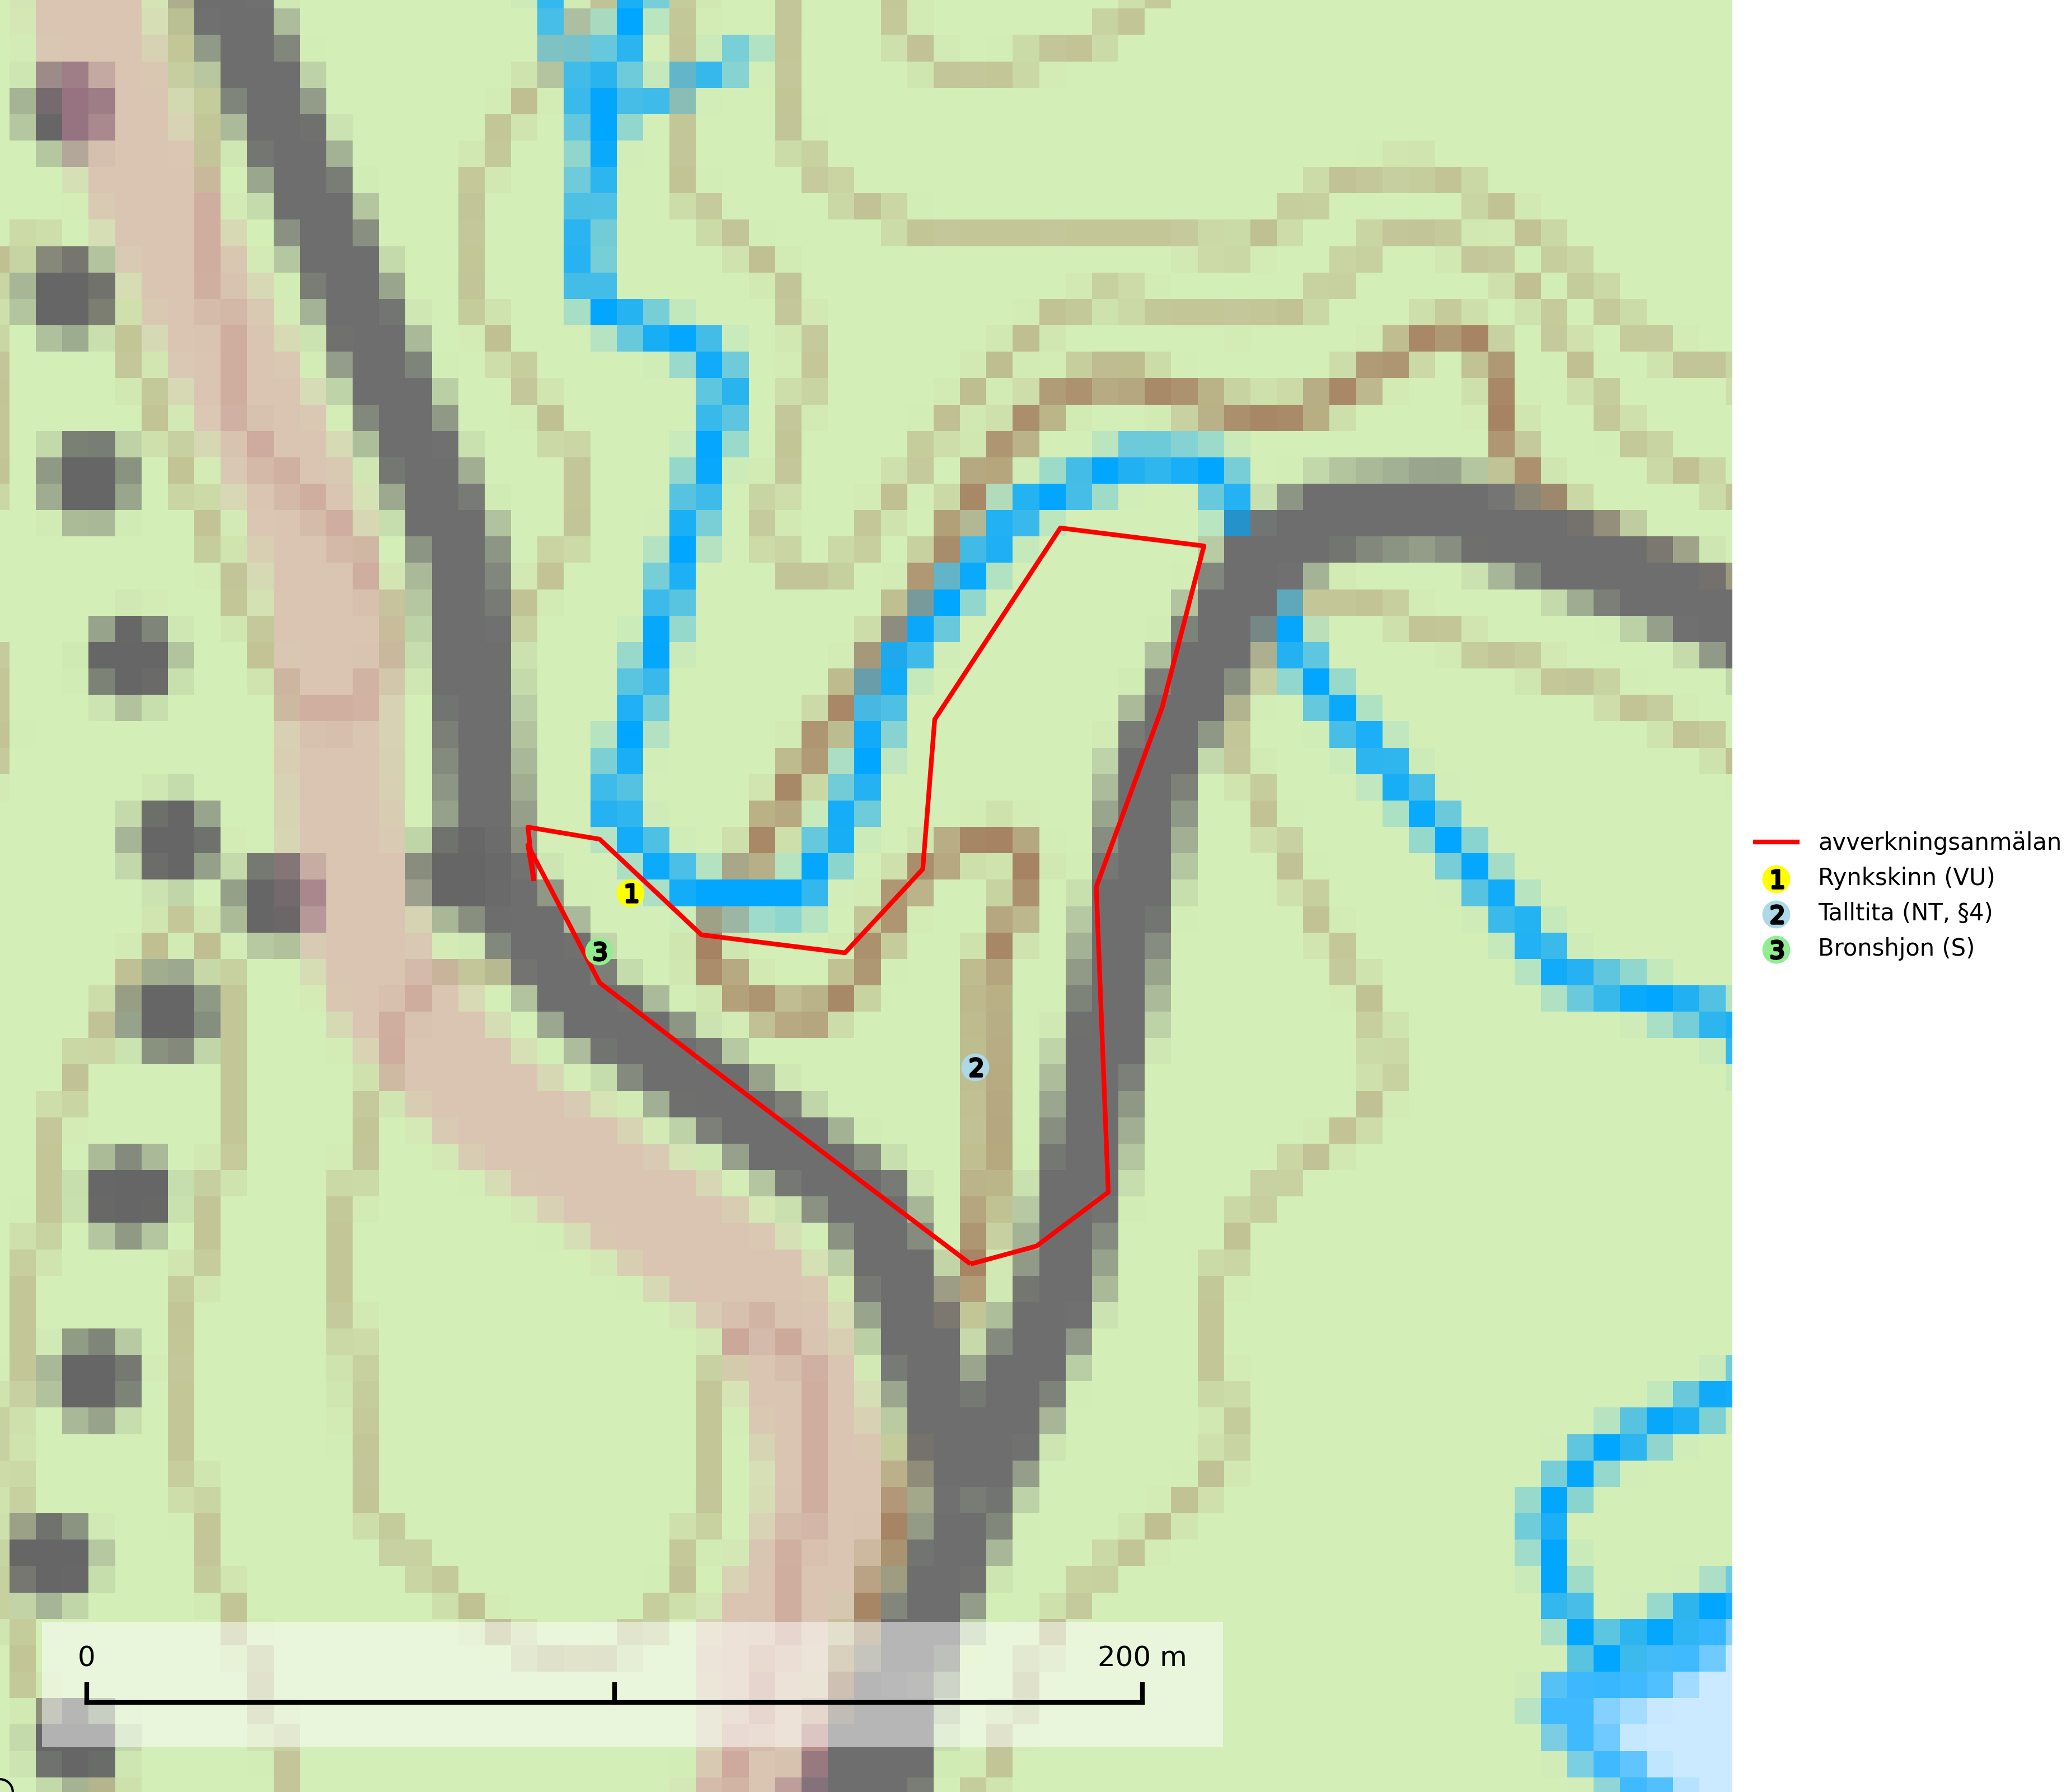 avverkningsanmälan
1 Rynkskinn (VU)
2 Talltita (NT, §4)
3 Bronshjon (S)
1
3
2
0 200 m